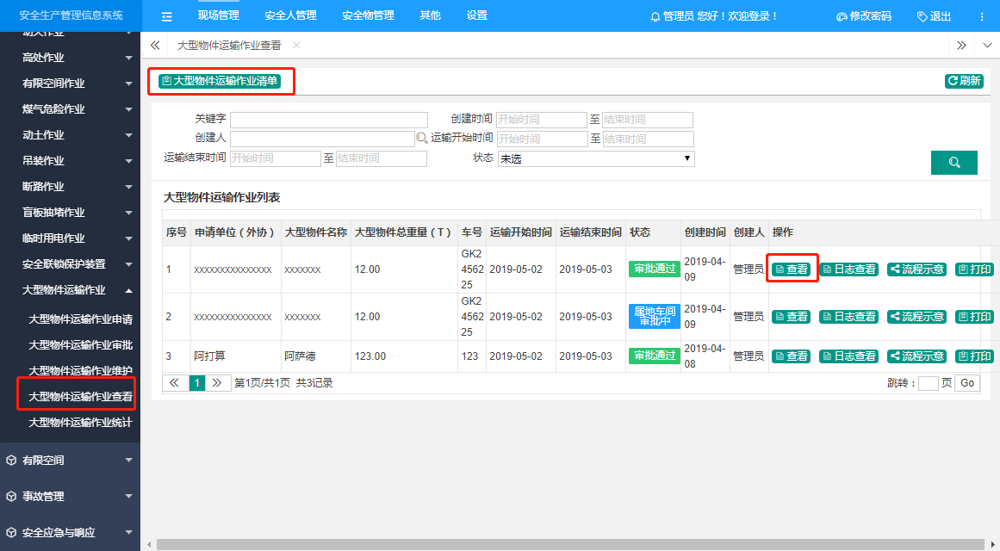 安全生产管理信息系统
现场管理 安全人管理 安全物管理 其他 设置
管理员 您好！欢迎登录！ 修改密码 退出
动火作业
高处作业
有限空间作业
煤气危险作业
动土作业
吊装作业
断路作业
盲板抽堵作业
临时用电作业
安全联锁保护装置
大型物件运输作业
大型物件运输作业申请
大型物件运输作业审批
大型物件运输作业维护
大型物件运输作业查看
大型物件运输作业统计
有限空间
事故管理
安全应急与响应
大型物件运输作业查看
大型物件运输作业清单 刷新
关键字 创建时间 开始时间 至 结束时间
创建人 运输开始时间 开始时间 至 结束时间
运输结束时间 开始时间 至 结束时间 状态 未选
大型物件运输作业列表
序号 申请单位（外协） 大型物件名称 大型物件总重量（T） 车号 运输开始时间 运输结束时间 状态 创建时间 创建人 操作
1 xxxxxxxxxxxxxxx xxxxxxx 12.00 GK2456225 2019-05-02 2019-05-03 审批通过 2019-04-09 管理员 查看 日志查看 流程示意 打印
2 xxxxxxxxxxxxxxx xxxxxxx 12.00 GK2456225 2019-05-02 2019-05-03 属地车间审批中 2019-04-09 管理员 查看 日志查看 流程示意 打印
3 阿打算 阿萨德 123.00 123 2019-05-02 2019-05-03 审批通过 2019-04-08 管理员 查看 日志查看 流程示意 打印
1 第1页/共1页 共3记录 跳转： 页 Go